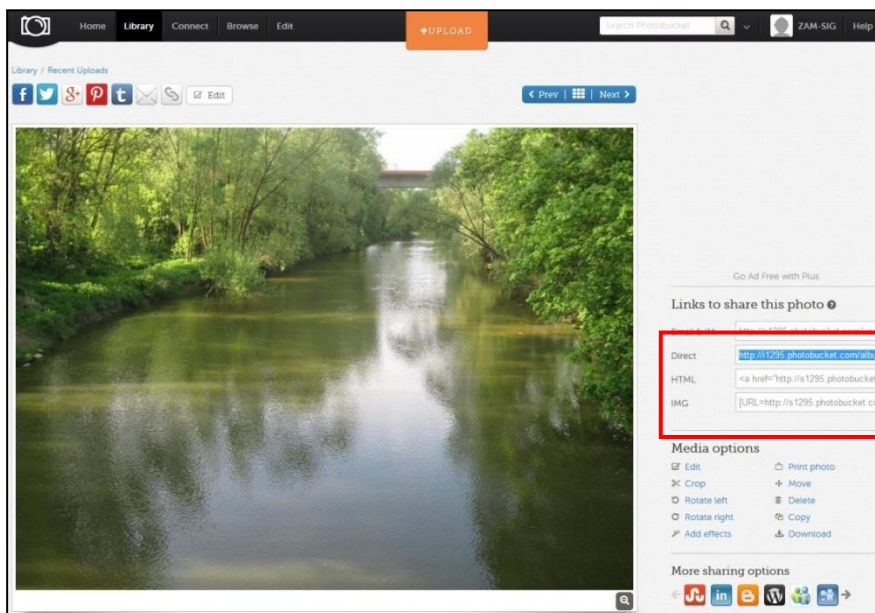 Home Library Connect Browse Edit
UPLOAD
Search Photobucket
ZAM-SIG Help
Library / Recent Uploads
Edit
Prev | Next
Go Ad Free with Plus
Links to share this photo
Email & IM
Direct http://i1295.photobucket.com/albu
HTML <a href="http://s1295.photobucket
IMG [URL=http://s1295.photobucket.co
Media options
Edit Print photo
Crop Move
Rotate left Delete
Rotate right Copy
Add effects Download
More sharing options